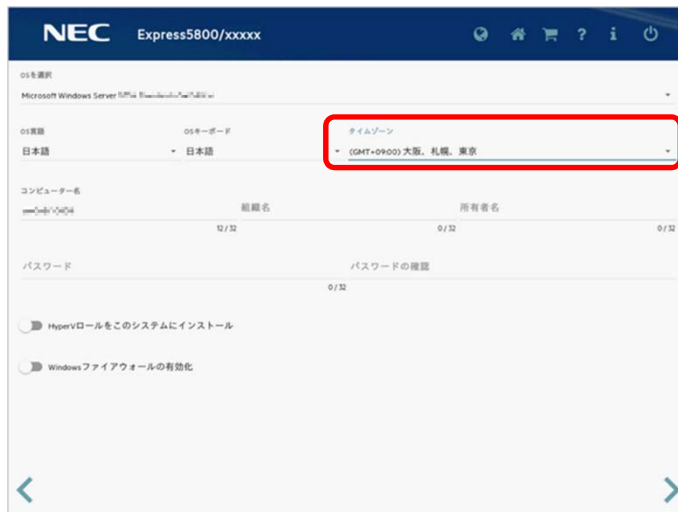 NEC Express5800/xxxxx ? i
OSを選択
Microsoft Windows Server
OS言語 OSキーボード タイムゾーン
日本語 日本語 (GMT+09:00) 大阪、札幌、東京
コンピューター名
組織名 所有者名
12/32 0/32 0/32
パスワード パスワードの確認
0/32
HyperVロールをこのシステムにインストール
Windowsファイアウォールの有効化